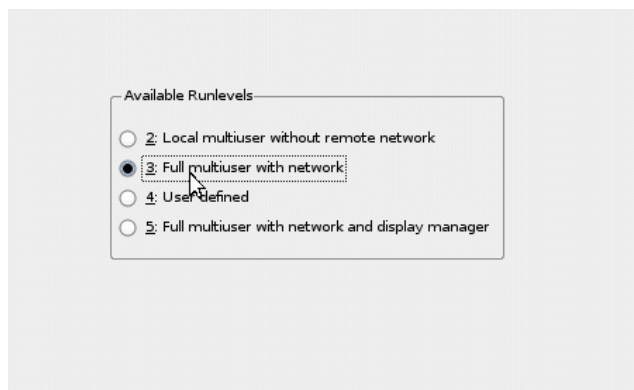 Available Runlevels
2: Local multiuser without remote network
3: Full multiuser with network
4: User defined
5: Full multiuser with network and display manager